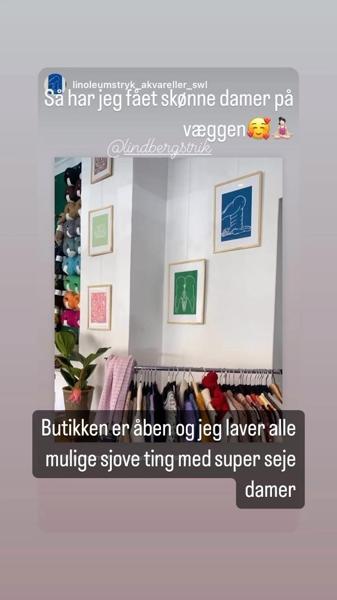 linoleumstryk_akvareller_swl
Så har jeg fået skønne damer på
væggen🥰🧘🏻‍♀️
@lindbergstrik
Butikken er åben og jeg laver alle
mulige sjove ting med super seje
damer